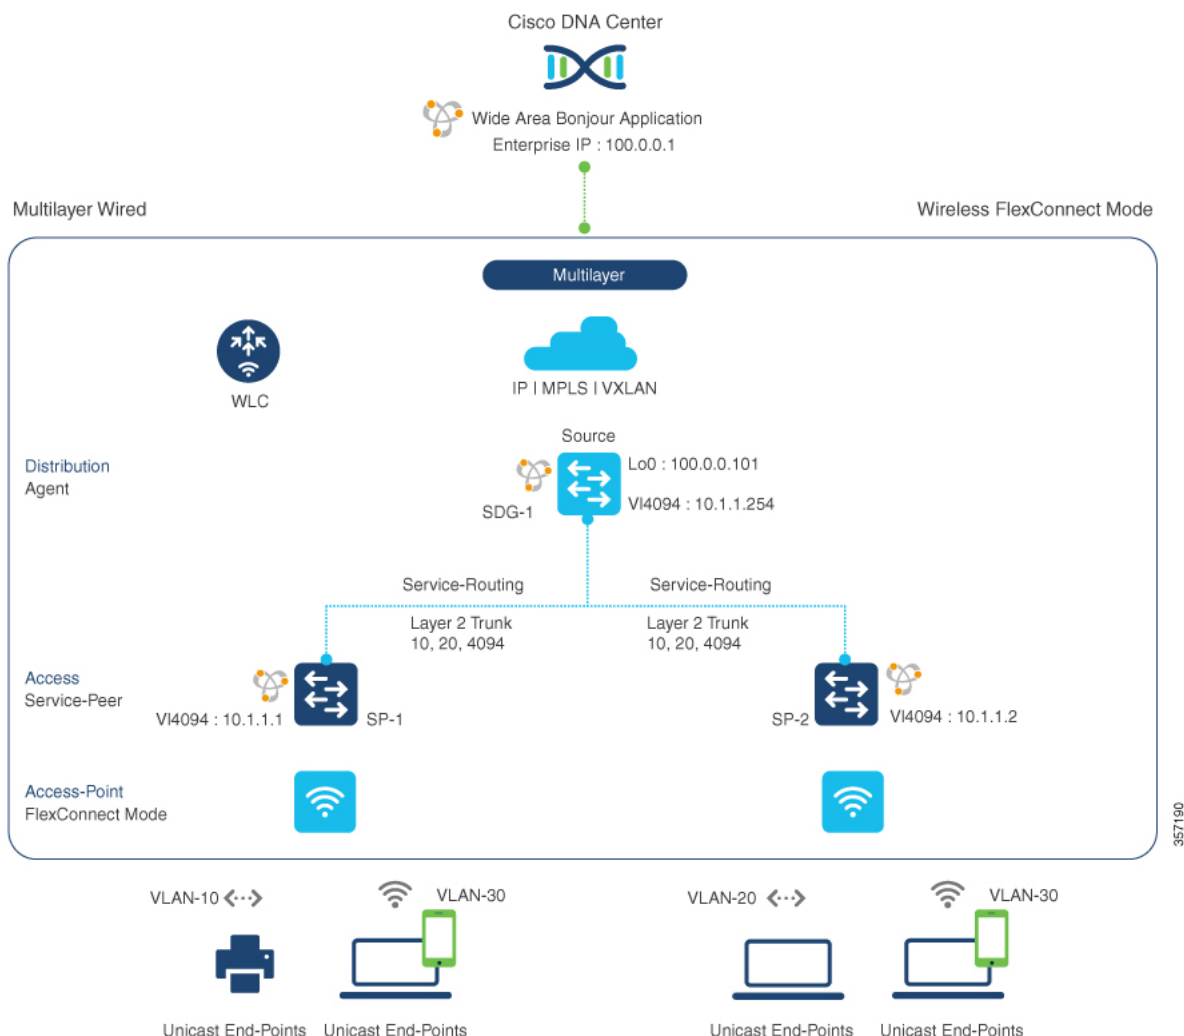 Cisco DNA Center
Wide Area Bonjour Application
Enterprise IP : 100.0.0.1
Multilayer Wired
Wireless FlexConnect Mode
Multilayer
WLC
IP I MPLS I VXLAN
Source
Distribution
Agent
Lo0 : 100.0.0.101
SDG-1
VI4094 : 10.1.1.254
Service-Routing
Service-Routing
Layer 2 Trunk
10, 20, 4094
Layer 2 Trunk
10, 20, 4094
Access
Service-Peer
VI4094 : 10.1.1.1
SP-1
SP-2
VI4094 : 10.1.1.2
Access-Point
FlexConnect Mode
357190
VLAN-10
VLAN-30
VLAN-20
VLAN-30
Unicast End-Points
Unicast End-Points
Unicast End-Points
Unicast End-Points